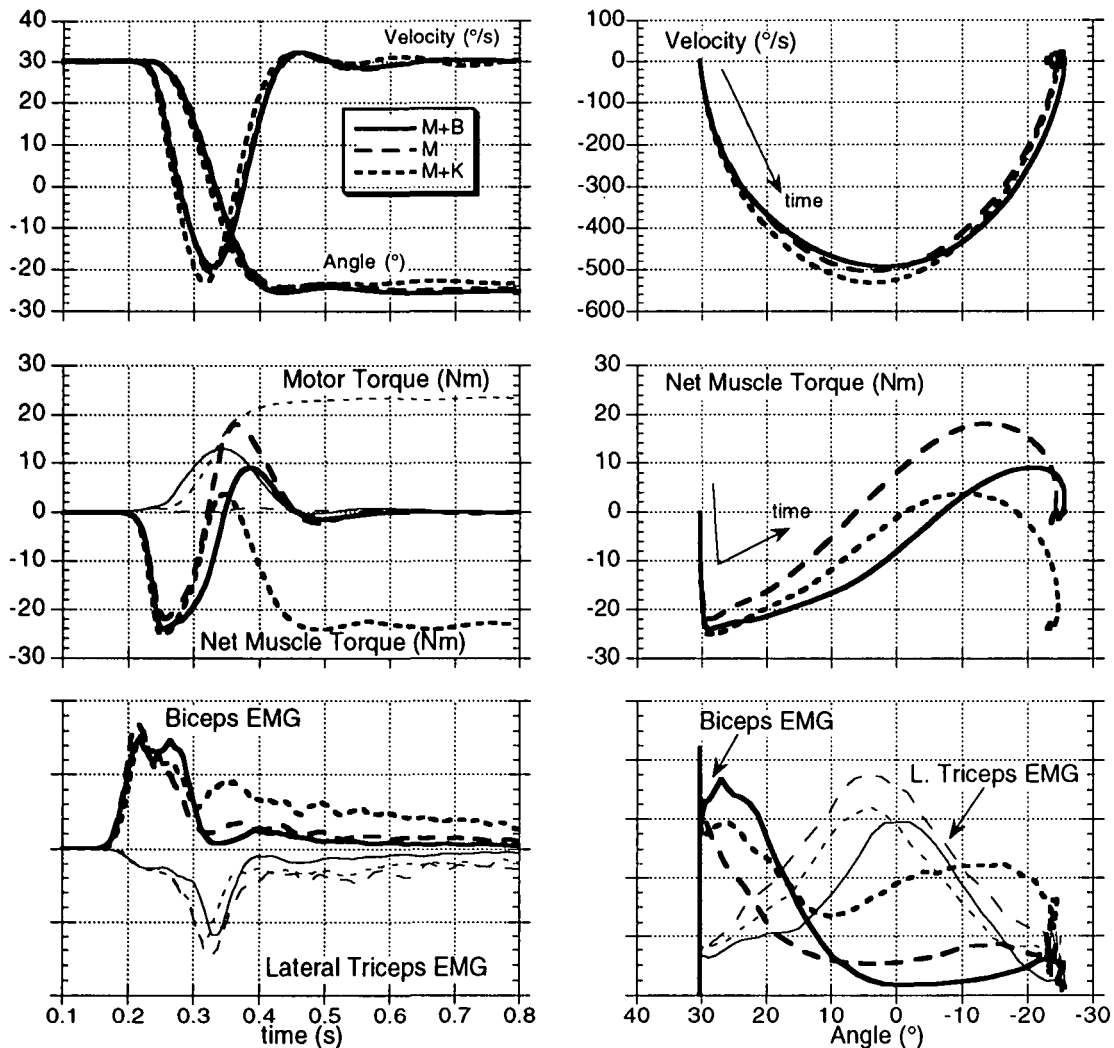 40
30
20
10
0
-10
-20
-30
Velocity (°/s)
M+B
M
M+K
Angle (°)
100
0
-100
-200
-300
-400
-500
-600
Velocity (°/s)
time
30
20
10
0
-10
-20
-30
Motor Torque (Nm)
Net Muscle Torque (Nm)
30
20
10
0
-10
-20
-30
Net Muscle Torque (Nm)
time
Biceps EMG
Lateral Triceps EMG
0.1 0.2 0.3 0.4 0.5 0.6 0.7 0.8
time (s)
Biceps EMG
L. Triceps EMG
40 30 20 10 0 -10 -20 -30
Angle (°)